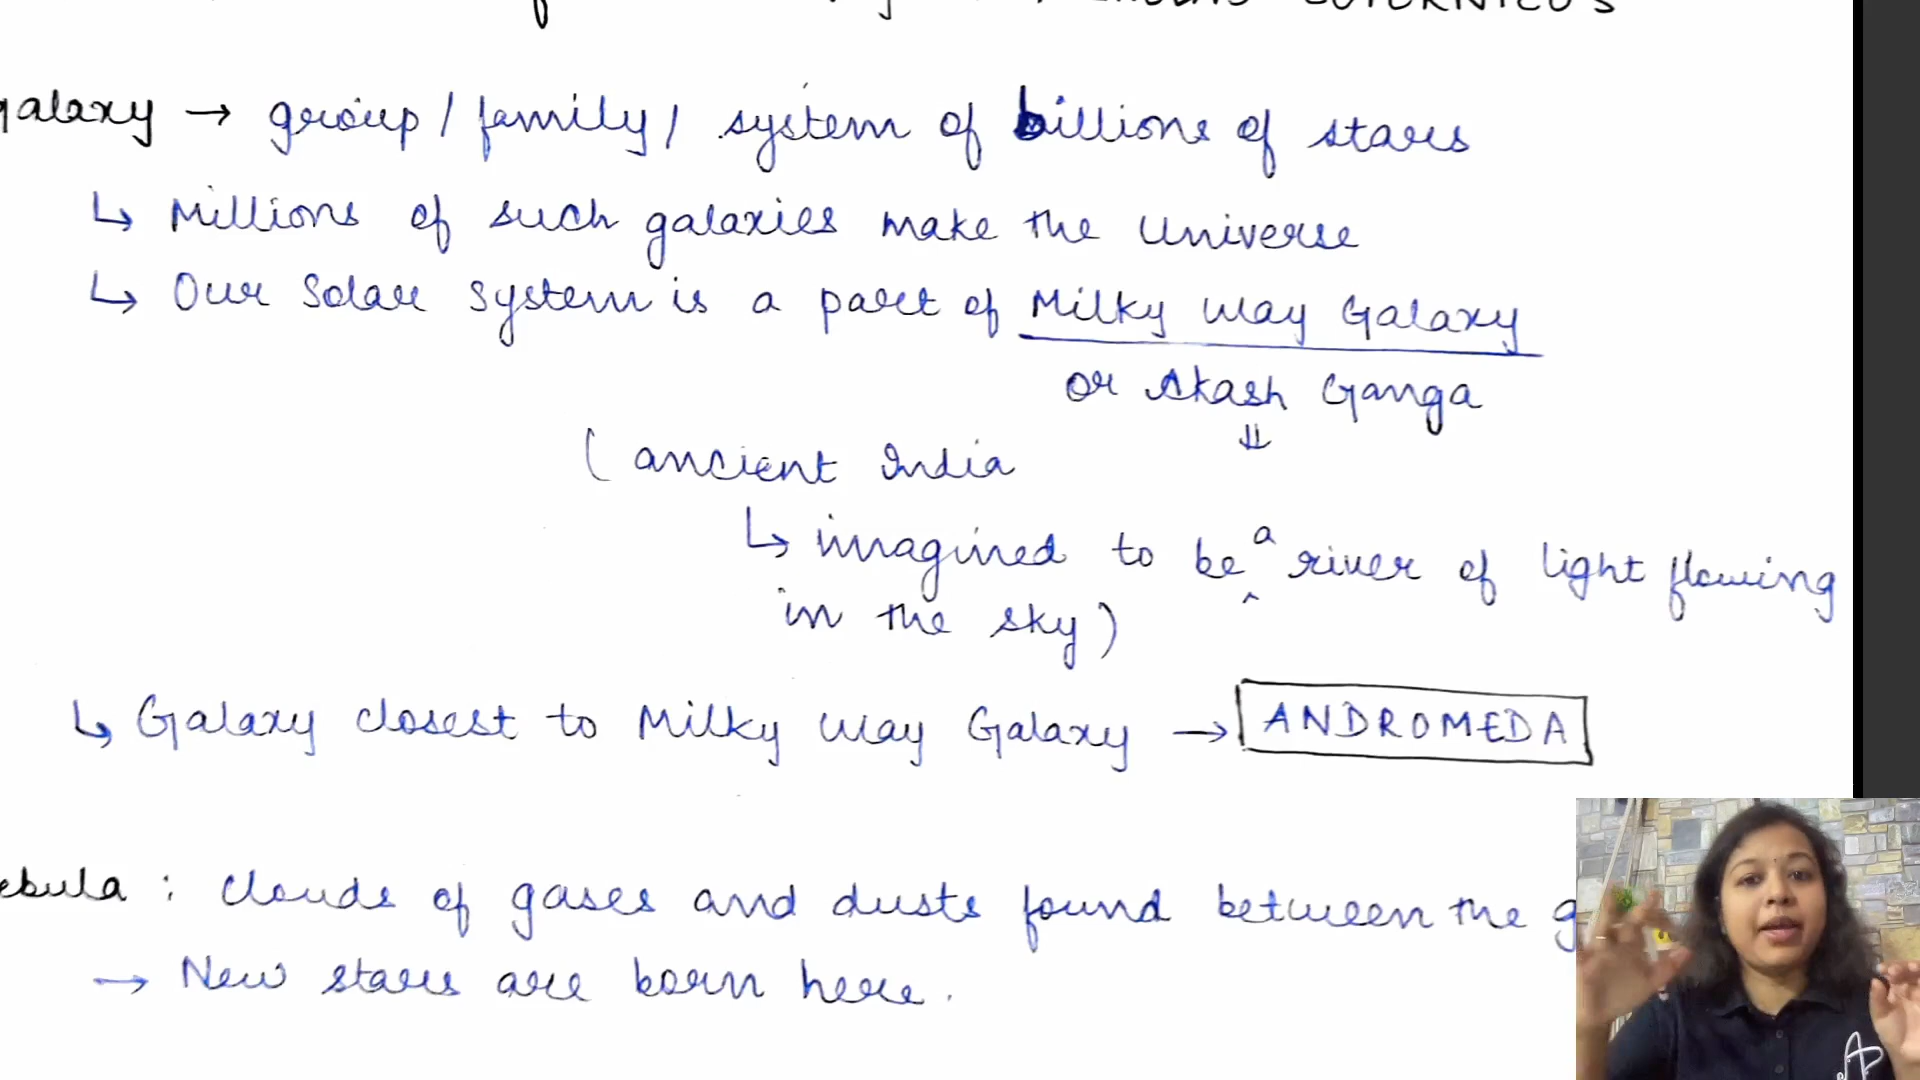 COPERNICUS
galaxy → group / family / system of billions of stars
↳ Millions of such galaxies make the Universe
↳ Our Solar System is a part of Milky Way Galaxy
or Akash Ganga
⇓
(ancient India
↳ imagined to be a river of light flowing
in the sky)
↳ Galaxy closest to Milky Way Galaxy → ANDROMEDA
ebula : Clouds of gases and dusts found between the g
→ New stars are born here.